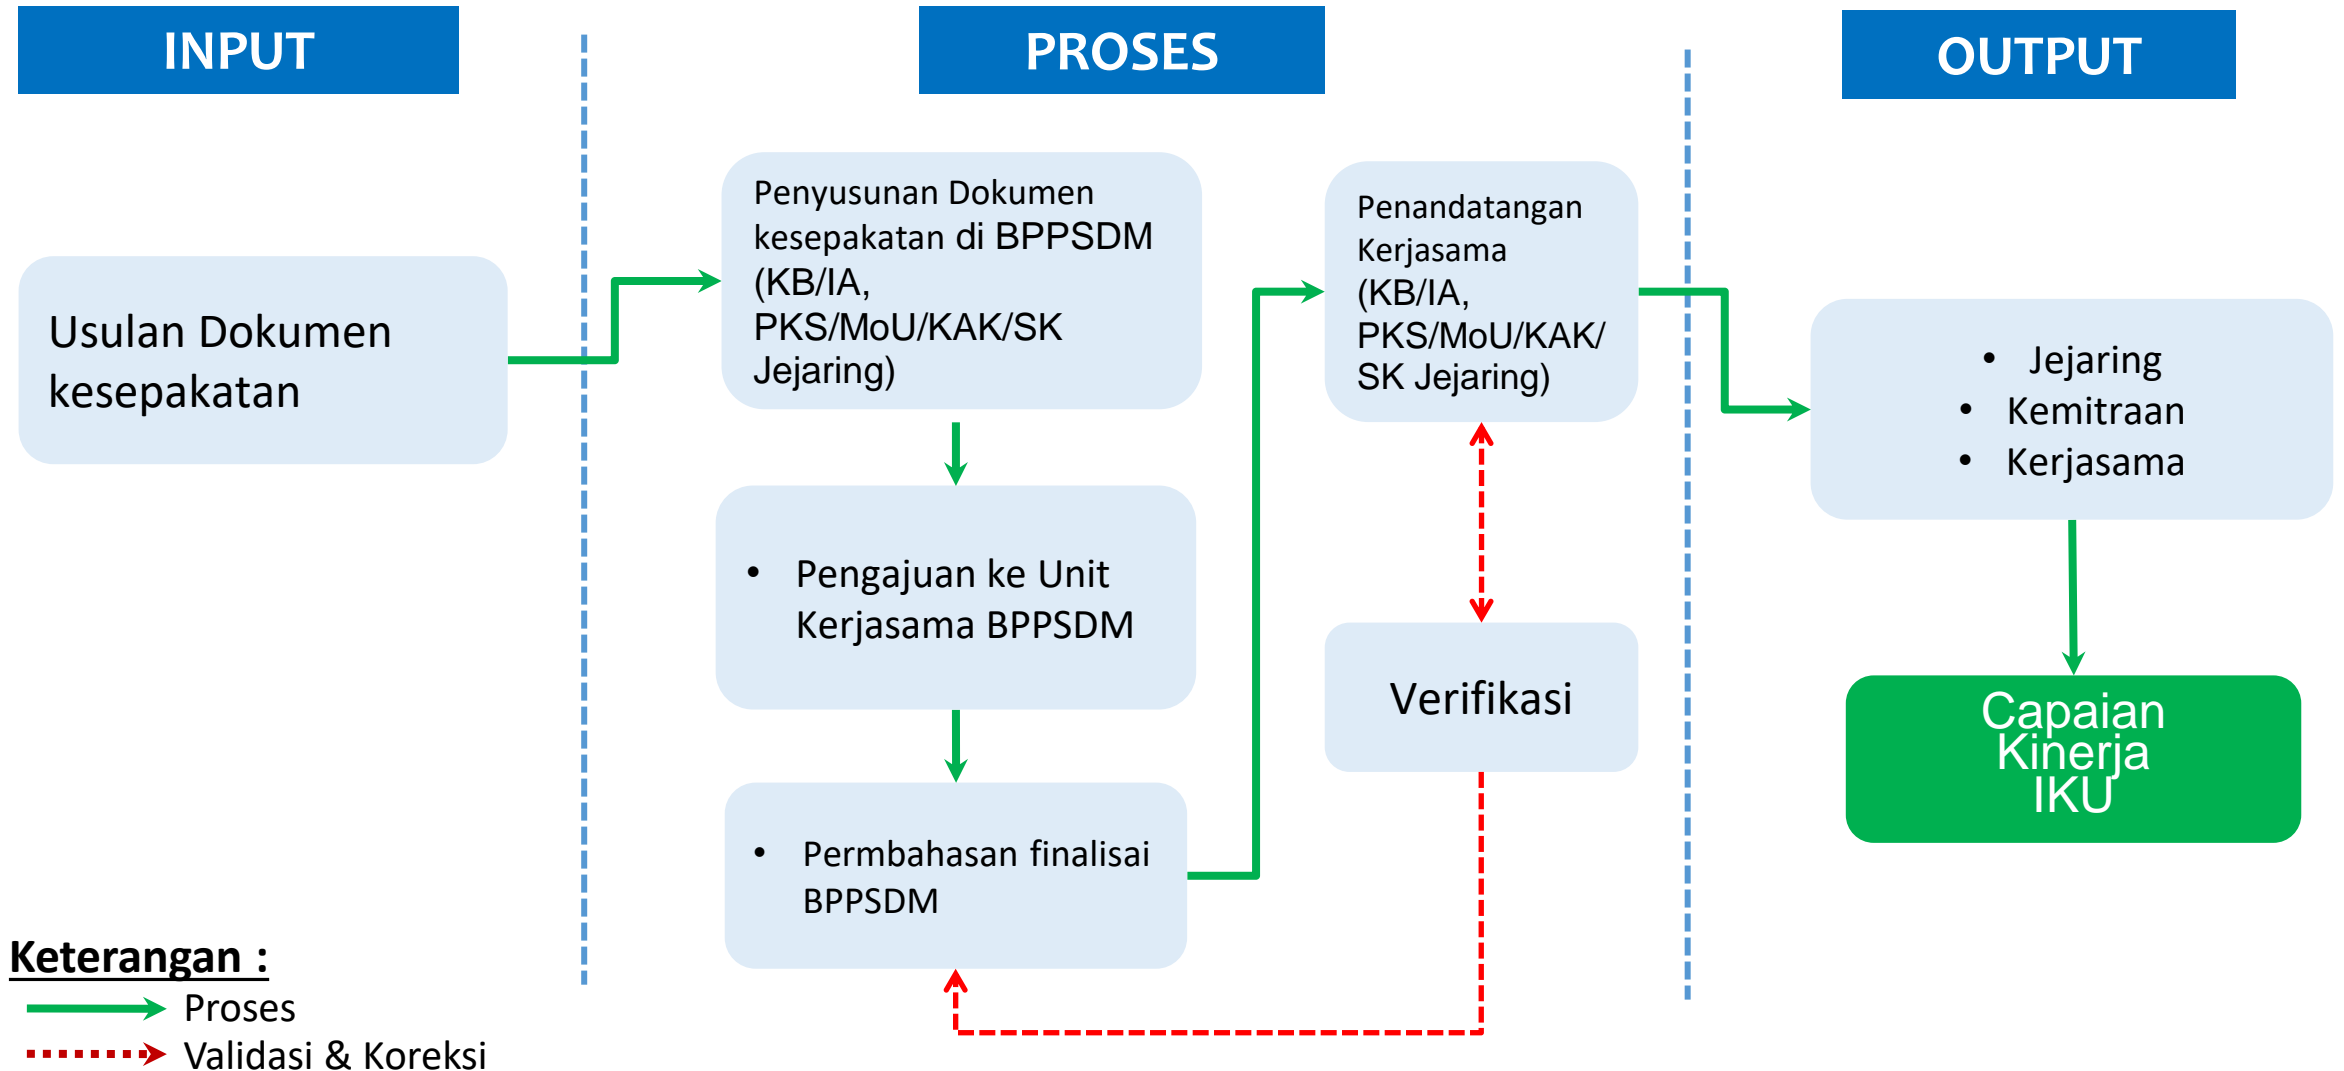 INPUT
PROSES
OUTPUT
Usulan Dokumen
kesepakatan
Penyusunan Dokumen
kesepakatan di BPPSDM
(KB/IA,
PKS/MoU/KAK/SK
Jejaring)
• Pengajuan ke Unit
Kerjasama BPPSDM
• Permbahasan finalisai
BPPSDM
Penandatangan
Kerjasama
(KB/IA,
PKS/MoU/KAK/
SK Jejaring)
Verifikasi
• Jejaring
• Kemitraan
• Kerjasama
Capaian
Kinerja
IKU
Keterangan :
Proses
Validasi & Koreksi